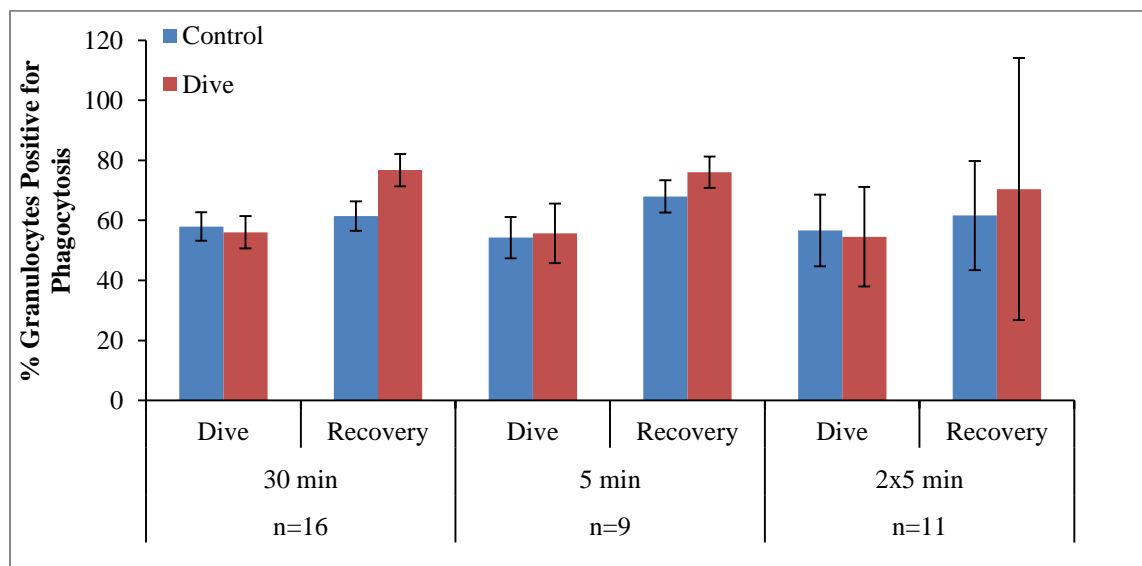 % Granulocytes Positive for
Phagocytosis
120
100
80
60
40
20
0
Control
Dive
Dive Recovery Dive Recovery Dive Recovery
30 min 5 min 2x5 min
n=16 n=9 n=11